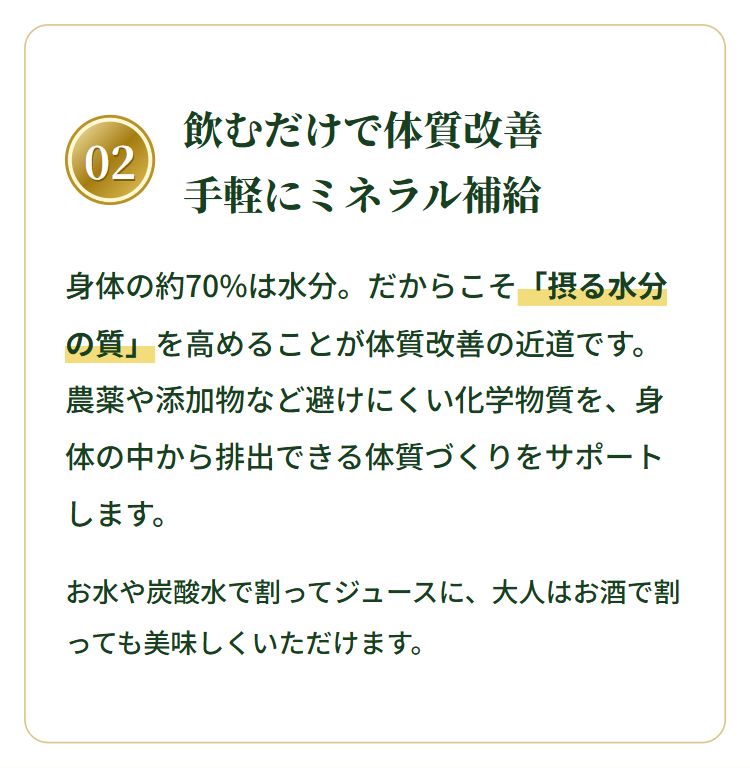 02
飲むだけで体質改善
手軽にミネラル補給
身体の約70%は水分。だからこそ「摂る水分
の質」を高めることが体質改善の近道です。
農薬や添加物など避けにくい化学物質を、身
体の中から排出できる体質づくりをサポート
します。
お水や炭酸水で割ってジュースに、大人はお酒で割
っても美味しくいただけます。